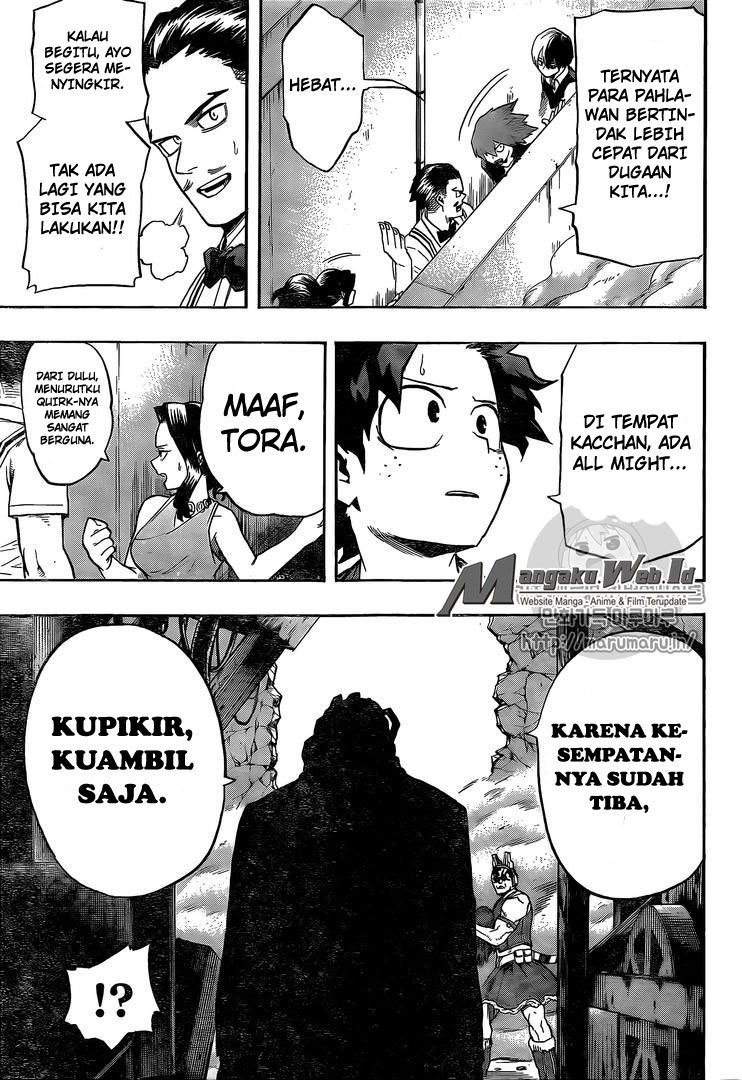 TERNYATA
PARA PAHLA-
WAN BERTIN-
DAK LEBIH
CEPAT DARI
DUGAAN
KITA...!
HEBAT...
KALAU
BEGITU, AYO
SEGERA ME-
NYINGKIR.
TAK ADA
LAGI YANG
BISA KITA
LAKUKAN!!
DI TEMPAT
KACCHAN, ADA
ALL MIGHT...
MAAF,
TORA.
DARI DULU,
MENURUTKU
QUIRK-NYA
MEMANG
SANGAT
BERGUNA.
Mangaku.Web.Id
Website Manga - Anime & Film Terupdate
http://marumaru.in/
KARENA KE-
SEMPATAN-
NYA SUDAH
TIBA,
KUPIKIR,
KUAMBIL
SAJA.
!?